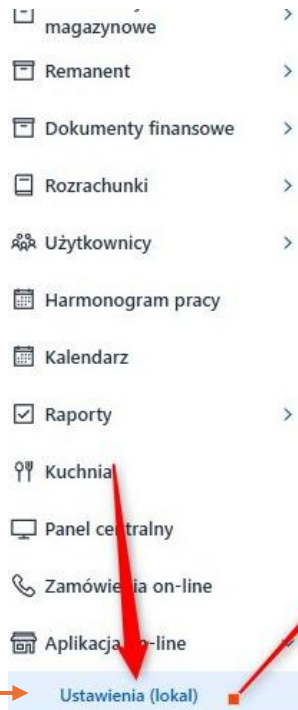 magazynowe
Remanent
Dokumenty finansowe
Rozrachunki
Użytkownicy
Harmonogram pracy
Kalendarz
Raporty
Kuchnia
Panel centralny
Zamówienia on-line
Aplikacja on-line
Ustawienia (lokal)